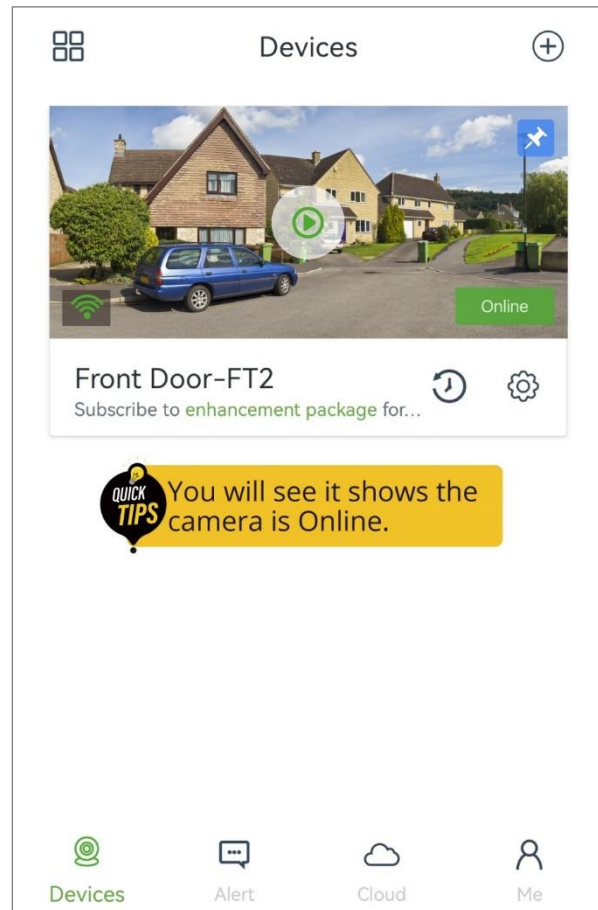 Devices
Online
Front Door-FT2
Subscribe to enhancement package for...
QUICK
TIPS
You will see it shows the
camera is Online.
Devices
Alert
Cloud
Me